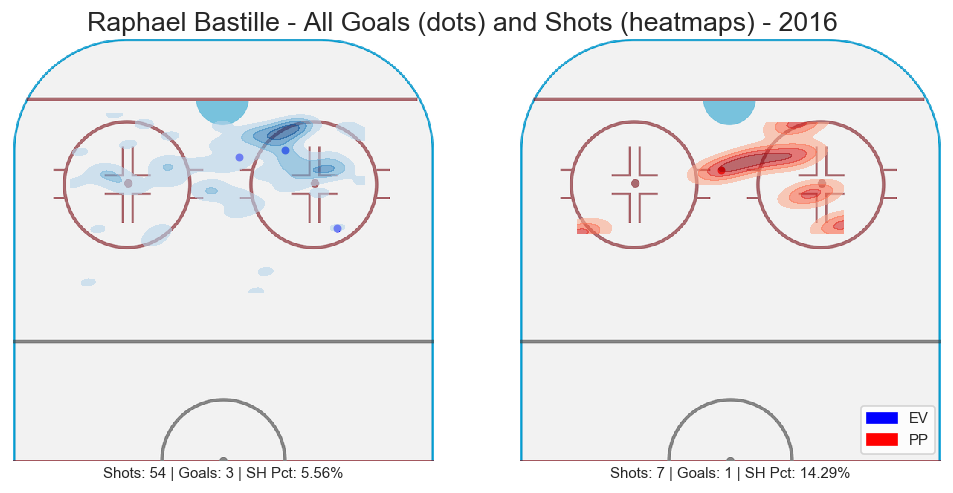 Raphael Bastille - All Goals (dots) and Shots (heatmaps) - 2016
EV
PP
Shots: 54 | Goals: 3 | SH Pct: 5.56%
Shots: 7 | Goals: 1 | SH Pct: 14.29%